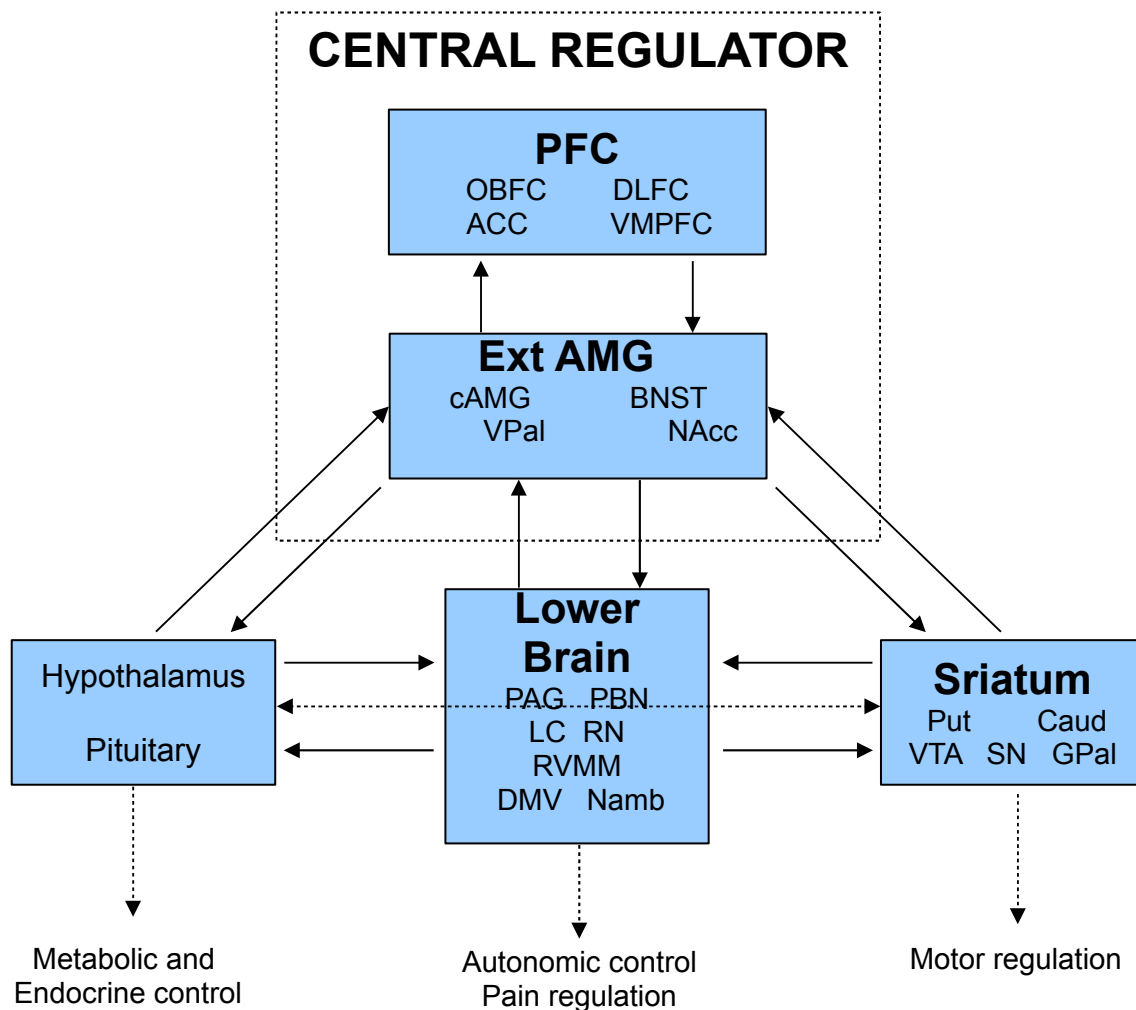 CENTRAL REGULATOR
PFC
OBFC DLFC
ACC VMPFC
Ext AMG
cAMG BNST
VPal NAcc
Hypothalamus
Pituitary
Lower
Brain
PAG PBN
LC RN
RVMM
DMV Namb
Sriatum
Put Caud
VTA SN GPal
Metabolic and
Endocrine control
Autonomic control
Pain regulation
Motor regulation